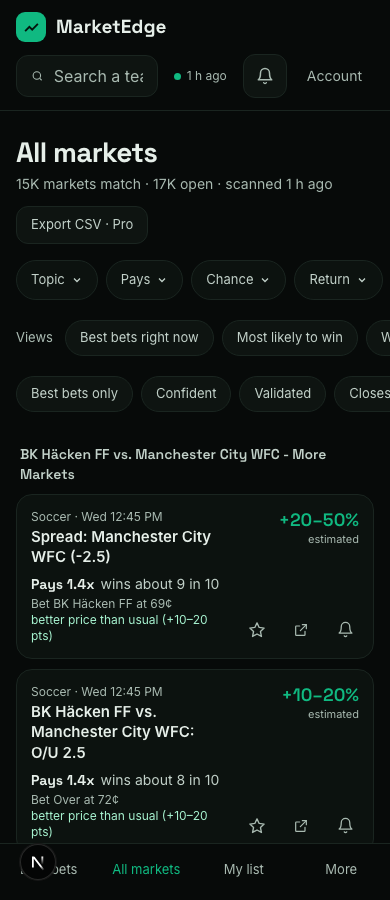 MarketEdge
Search a tea
1 h ago
Account
All markets
15K markets match · 17K open · scanned 1 h ago
Export CSV · Pro
Topic
Pays
Chance
Return
Views
Best bets right now
Most likely to win
Best bets only
Confident
Validated
Closes
BK Häcken FF vs. Manchester City WFC - More
Markets
Soccer · Wed 12:45 PM
+20–50%
estimated
Spread: Manchester City
WFC (-2.5)
Pays 1.4x wins about 9 in 10
Bet BK Häcken FF at 69¢
better price than usual (+10–20
pts)
Soccer · Wed 12:45 PM
+10–20%
estimated
BK Häcken FF vs.
Manchester City WFC:
O/U 2.5
Pays 1.4x wins about 8 in 10
Bet Over at 72¢
better price than usual (+10–20
pts)
N
bets
All markets
My list
More